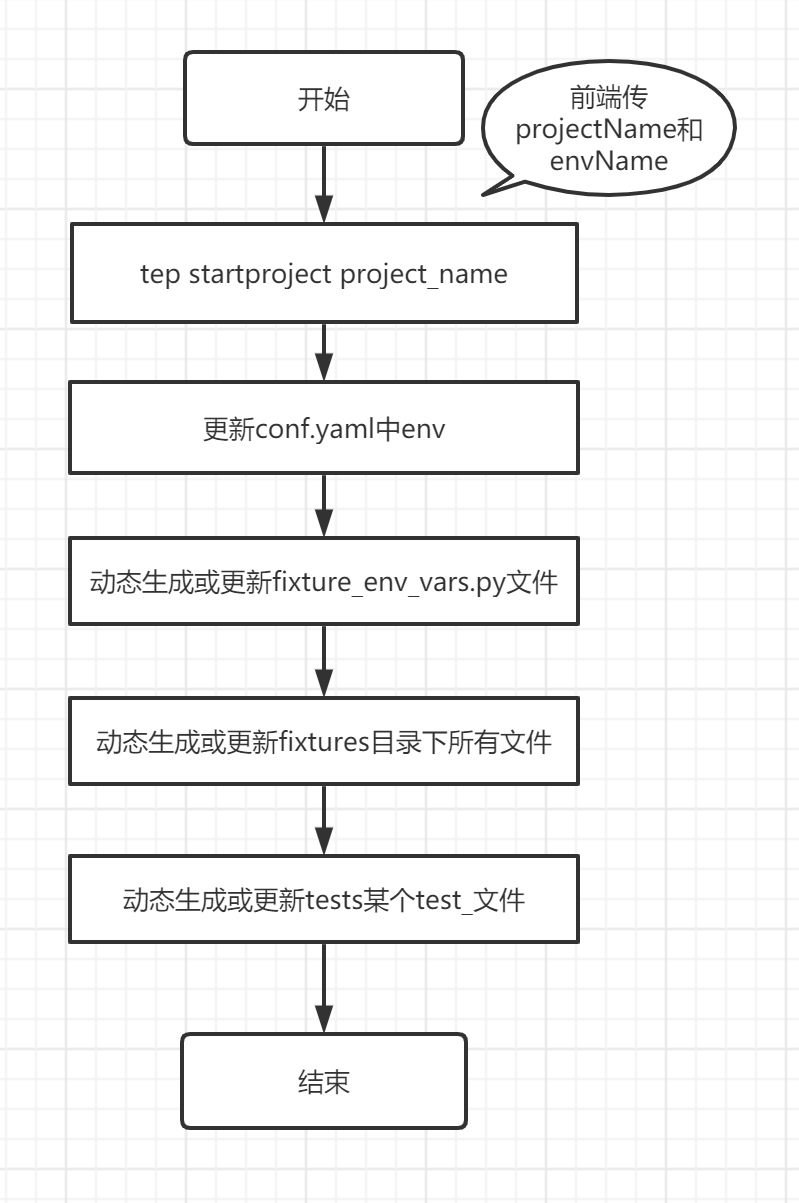 开始
前端传
projectName和
envName
tep startproject project_name
更新conf.yaml中env
动态生成或更新fixture_env_vars.py文件
动态生成或更新fixtures目录下所有文件
动态生成或更新tests某个test_文件
结束